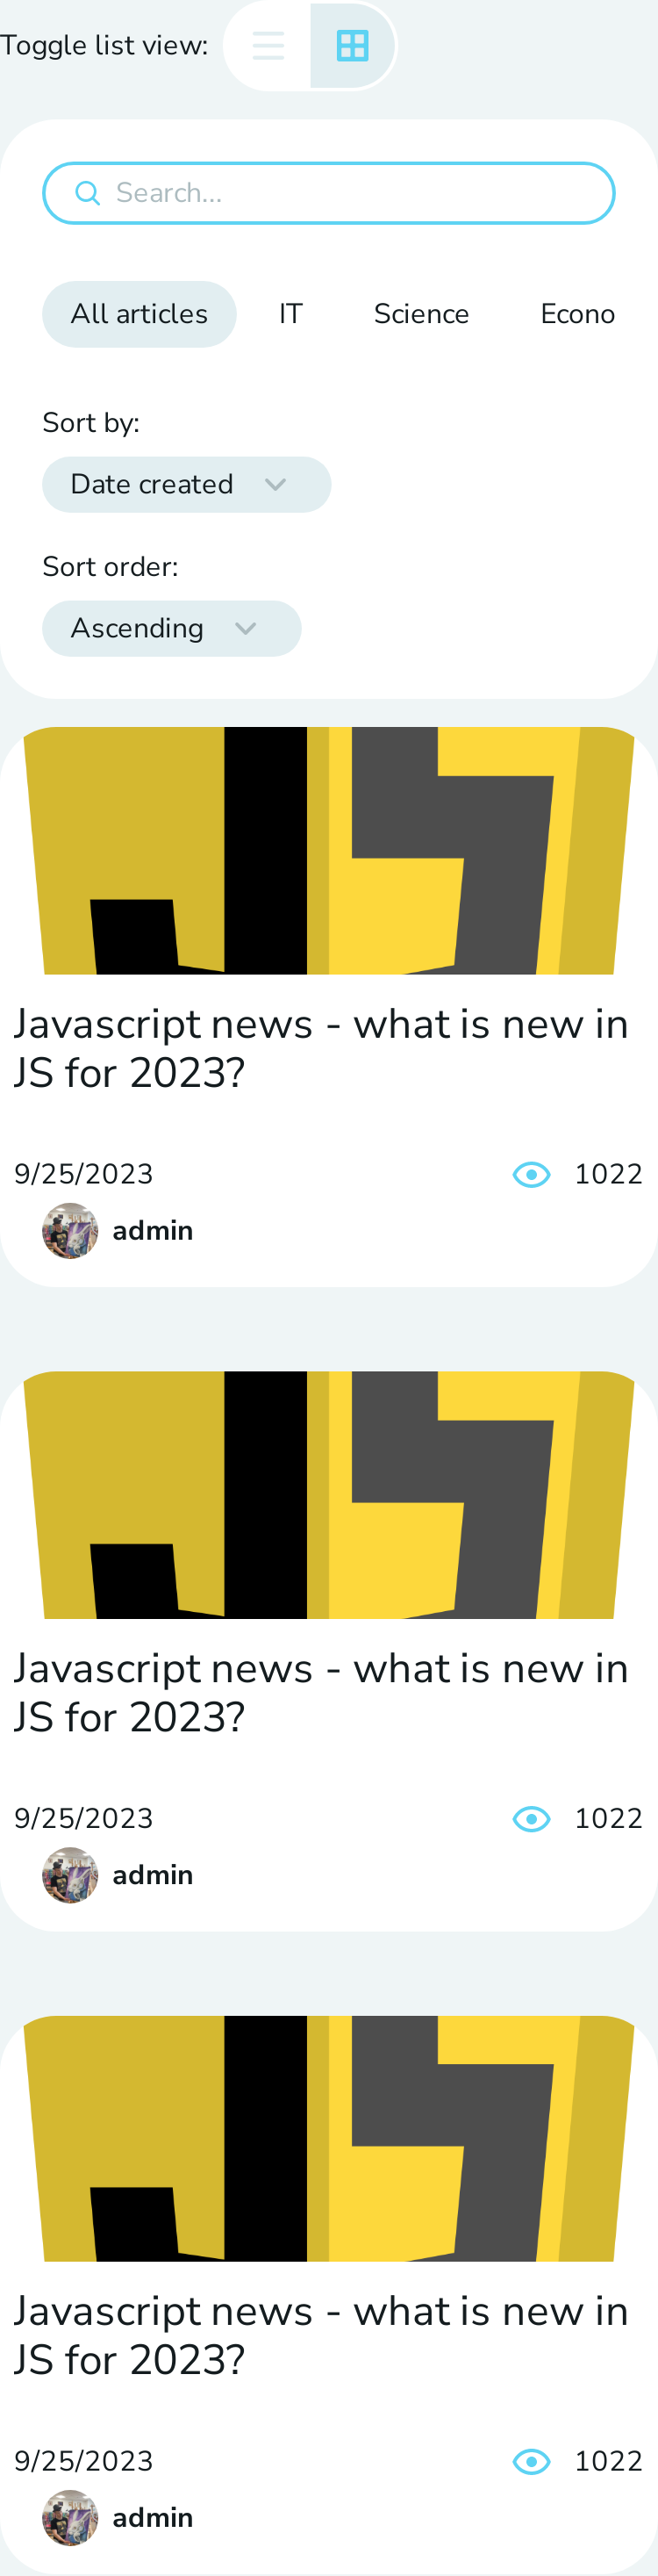 Toggle list view:
Search...
All articles IT Science Econo
Sort by:
Date created
Sort order:
Ascending
JS
Javascript news - what is new in
JS for 2023?
9/25/2023 1022
admin
JS
Javascript news - what is new in
JS for 2023?
9/25/2023 1022
admin
JS
Javascript news - what is new in
JS for 2023?
9/25/2023 1022
admin